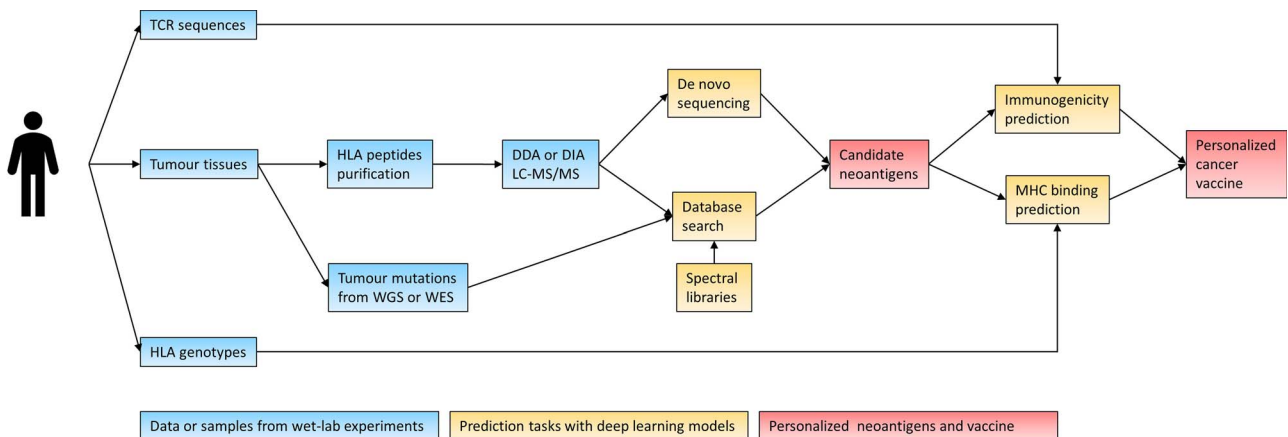 TCR sequences
De novo
sequencing
Immunogenicity
prediction
Tumour tissues
HLA peptides
purification
DDA or DIA
LC-MS/MS
Candidate
neoantigens
Personalized
cancer
vaccine
MHC binding
prediction
Database
search
Tumour mutations
from WGS or WES
Spectral
libraries
HLA genotypes
Data or samples from wet-lab experiments
Prediction tasks with deep learning models
Personalized neoantigens and vaccine